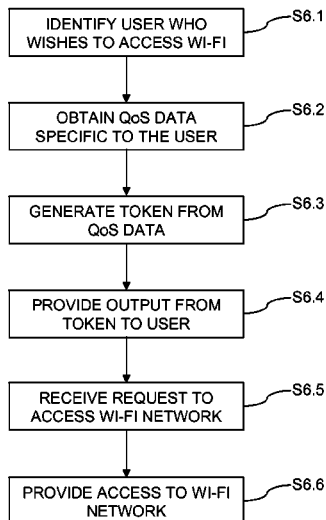 IDENTIFY USER WHO
WISHES TO ACCESS WI-FI
S6.1
OBTAIN QoS DATA
SPECIFIC TO THE USER
S6.2
GENERATE TOKEN FROM
QoS DATA
S6.3
PROVIDE OUTPUT FROM
TOKEN TO USER
S6.4
RECEIVE REQUEST TO
ACCESS WI-FI NETWORK
S6.5
PROVIDE ACCESS TO WI-FI
NETWORK
S6.6